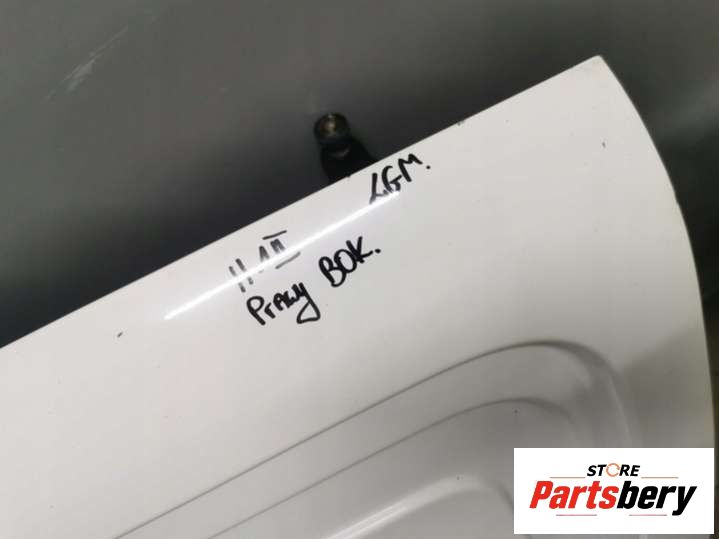 LGM.
Prawy BOK.
STORE
Partsbery